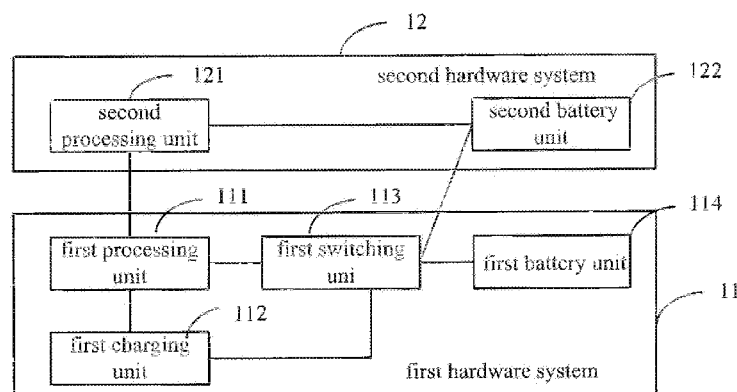 12
121
second hardware system
122
second
processing unit
second battery
unit
111
113
114
first processing
unit
first switching
uni
first battery unit
11
112
first charging
unit
first hardware system